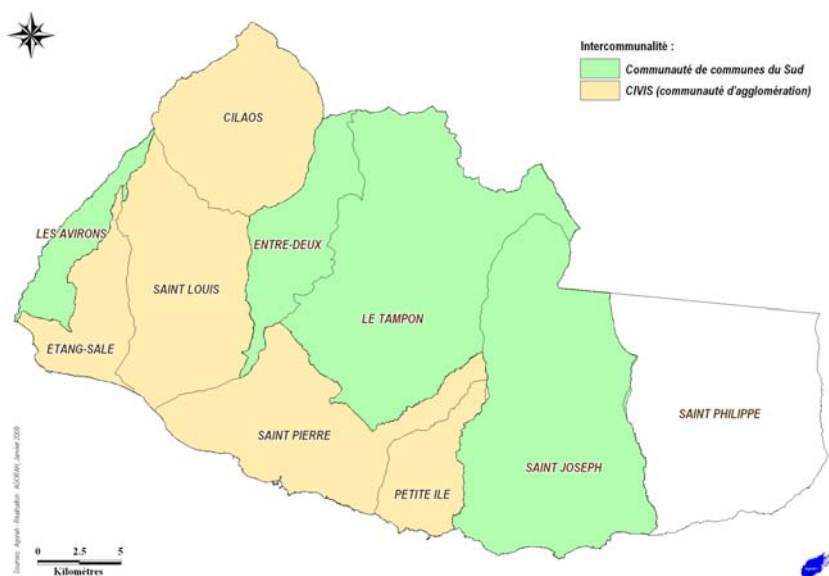 Intercommunalité :
Communauté de communes du Sud
CIVIS (communauté d'agglomération)
CILAOS
LES AVIRONS
ENTRE-DEUX
SAINT LOUIS
LE TAMPON
ETANG-SALE
SAINT PHILIPPE
SAINT PIERRE
SAINT JOSEPH
PETITE ILE
0 2.5 5
Kilomètres